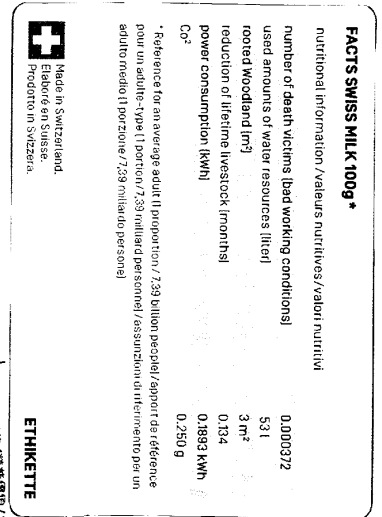 FACTS SWISS MILK 100g*
nutritional information /valeurs nutritives/valori nutritivi
number of death victims (bad working conditions) 0.000372
used amounts of water resources (liter) 53 l
rooted Woodland (m²) 3 m²
reduction of lifetime livestock (months) 0.134
power consumption (kWh) 0.1893 kWh
Co² 0.250 g
* Reference for an average adult (1 proportion / 7,39 billion people) / apport de référence
pour un adulte-type (1 portion/7,39 milliard personne) / assunzioni di riferimento per un
adulto medio (1 porzione / 7,39 miliardo persone)
Made in Switzerland.
Elaboré en Suisse.
Prodotto in Svizzera.
ETHIKETTE